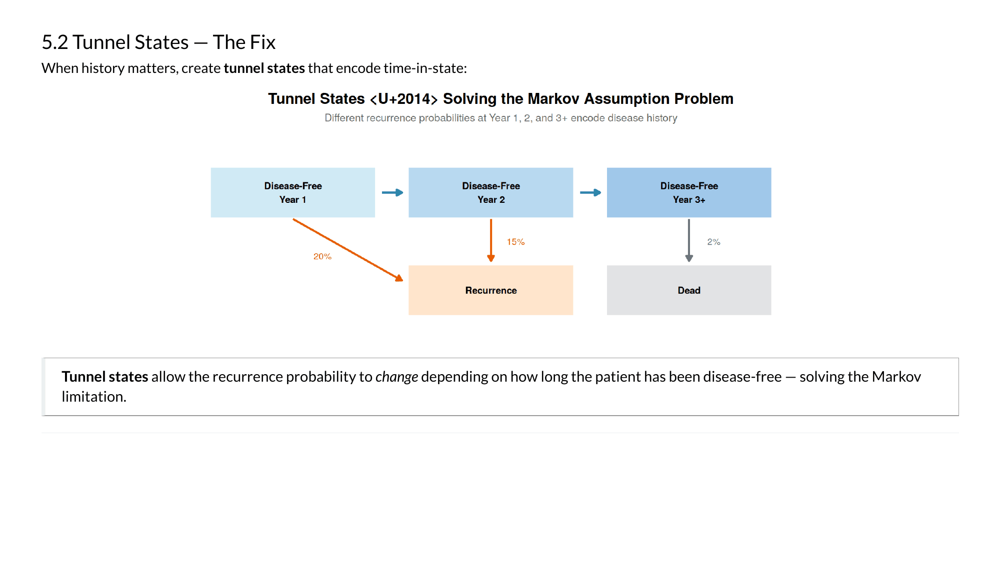 5.2 Tunnel States — The Fix
When history matters, create tunnel states that encode time-in-state:
Tunnel States <U+2014> Solving the Markov Assumption Problem
Different recurrence probabilities at Year 1, 2, and 3+ encode disease history
Disease-Free
Year 1
Disease-Free
Year 2
Disease-Free
Year 3+
20%
15%
2%
Recurrence
Dead
Tunnel states allow the recurrence probability to change depending on how long the patient has been disease-free — solving the Markov
limitation.